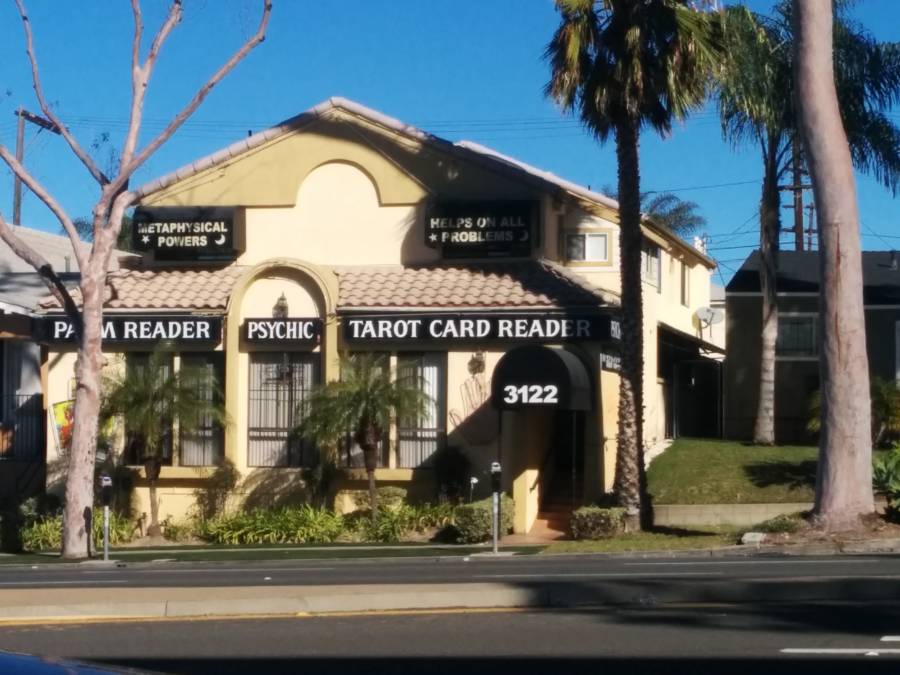 METAPHYSICAL
POWERS
HELPS ON ALL
PROBLEMS
PALM READER
PSYCHIC
TAROT CARD READER
3122